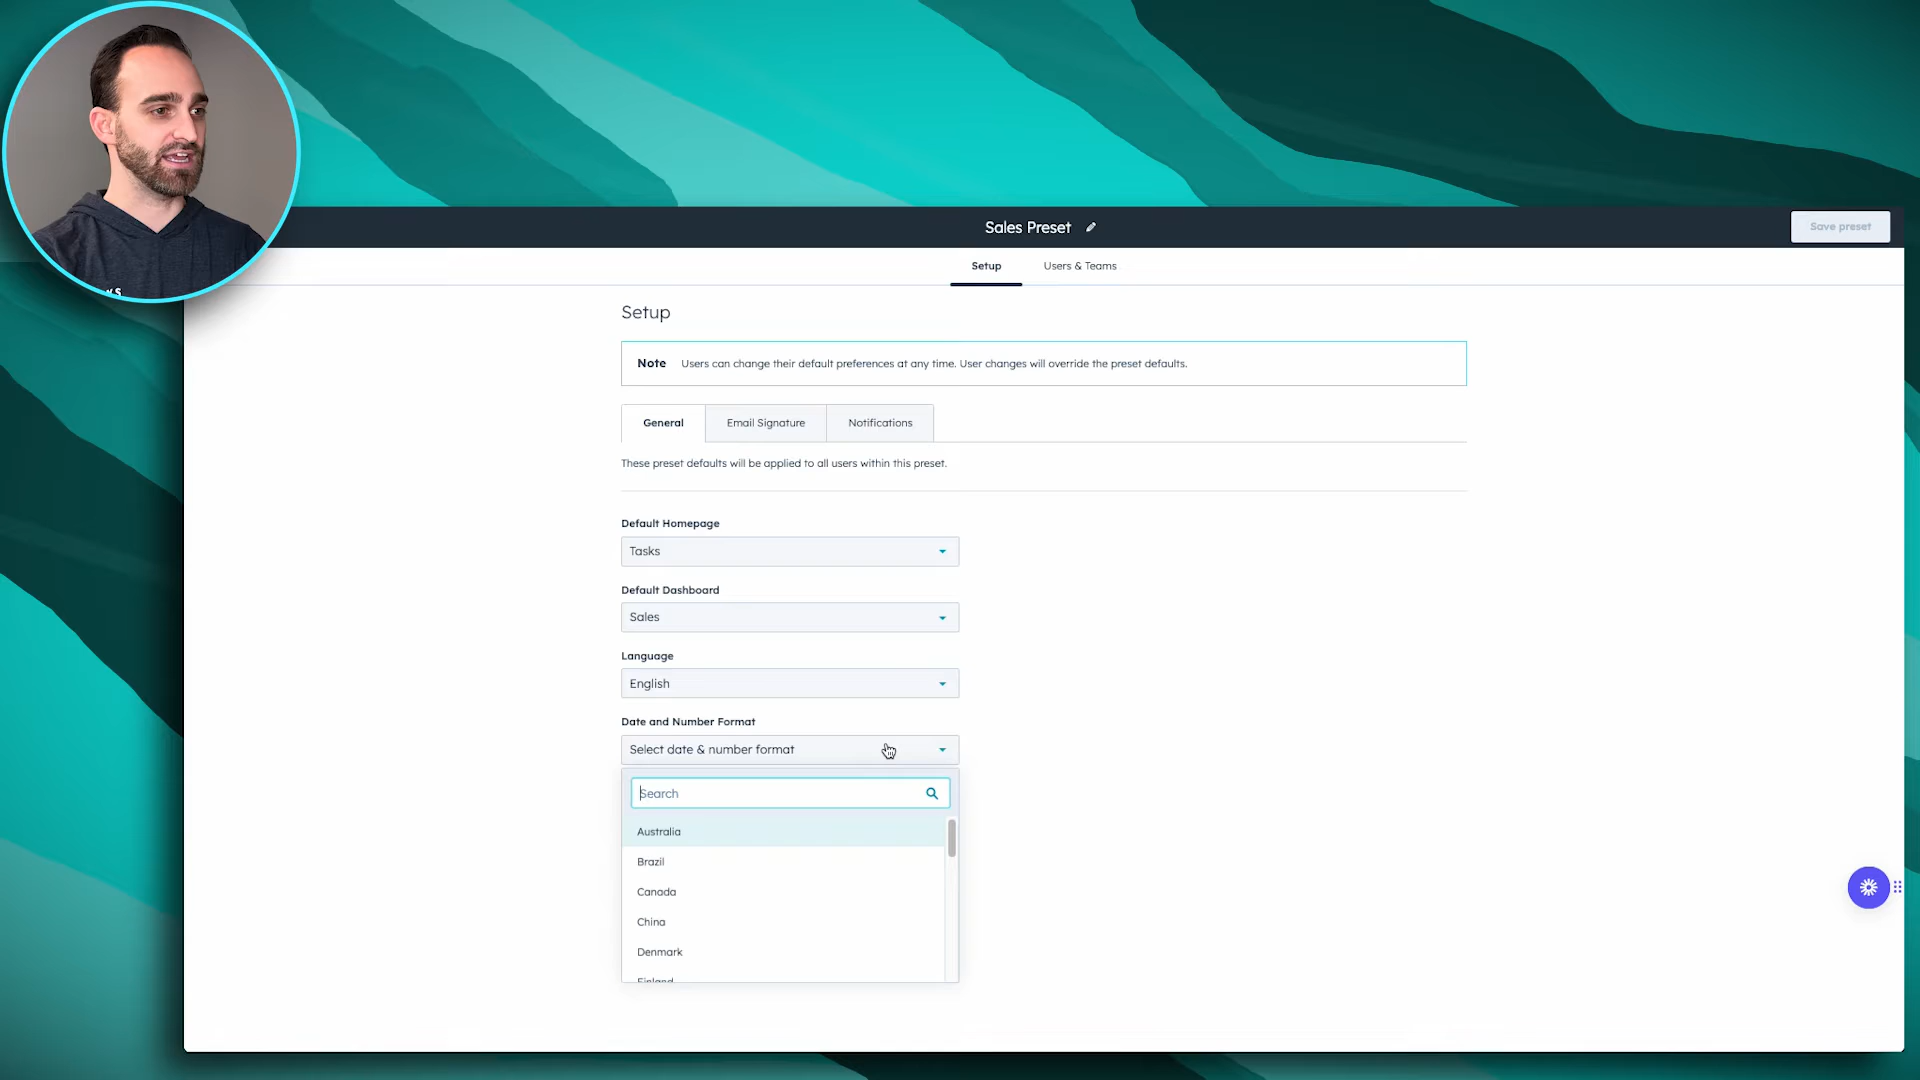 Sales Preset
Save preset
Setup
Users & Teams
Setup
Note Users can change their default preferences at any time. User changes will override the preset defaults.
General
Email Signature
Notifications
These preset defaults will be applied to all users within this preset.
Default Homepage
Tasks
Default Dashboard
Sales
Language
English
Date and Number Format
Select date & number format
Search
Australia
Brazil
Canada
China
Denmark
Finland